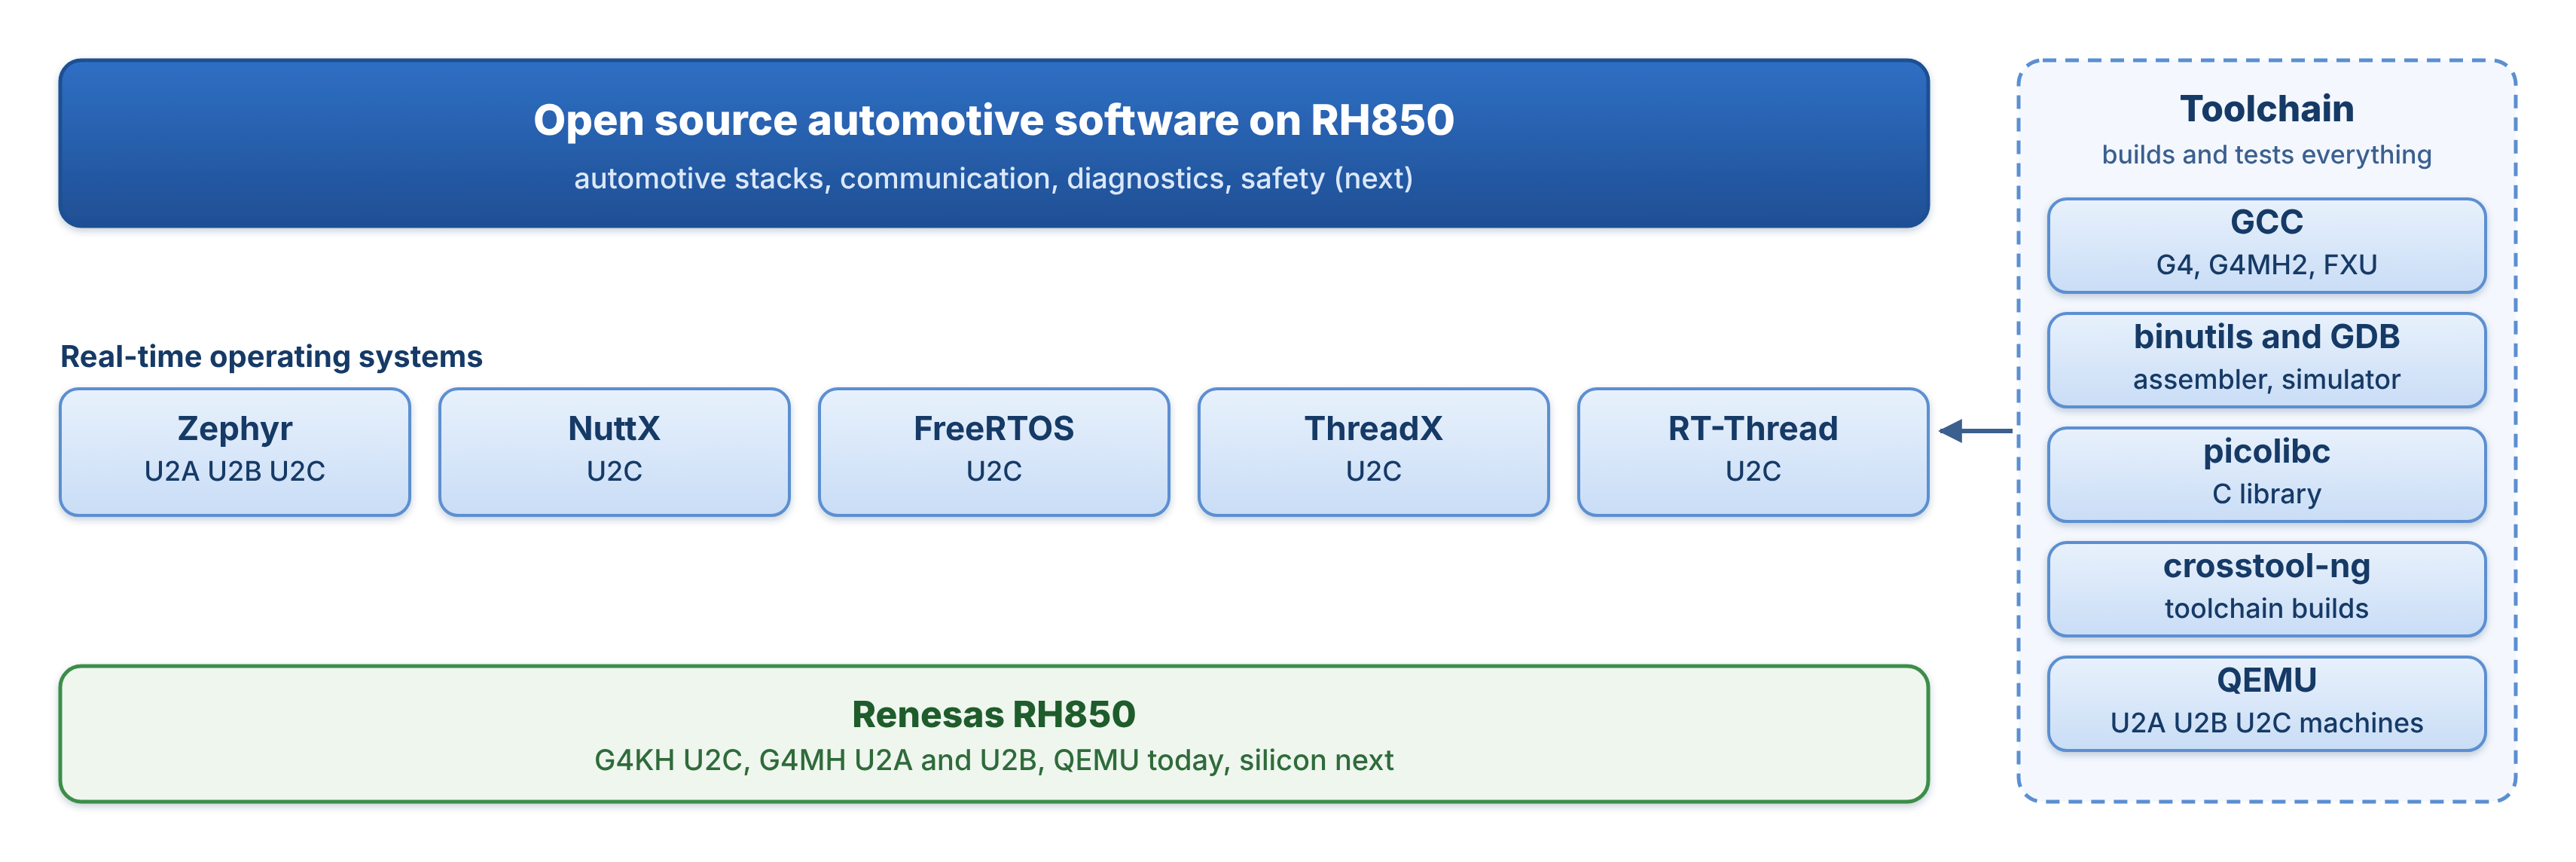 Open source automotive software on RH850
automotive stacks, communication, diagnostics, safety (next)
Real-time operating systems
Zephyr
U2A U2B U2C
NuttX
U2C
FreeRTOS
U2C
ThreadX
U2C
RT-Thread
U2C
Renesas RH850
G4KH U2C, G4MH U2A and U2B, QEMU today, silicon next
Toolchain
builds and tests everything
GCC
G4, G4MH2, FXU
binutils and GDB
assembler, simulator
picolibc
C library
crosstool-ng
toolchain builds
QEMU
U2A U2B U2C machines